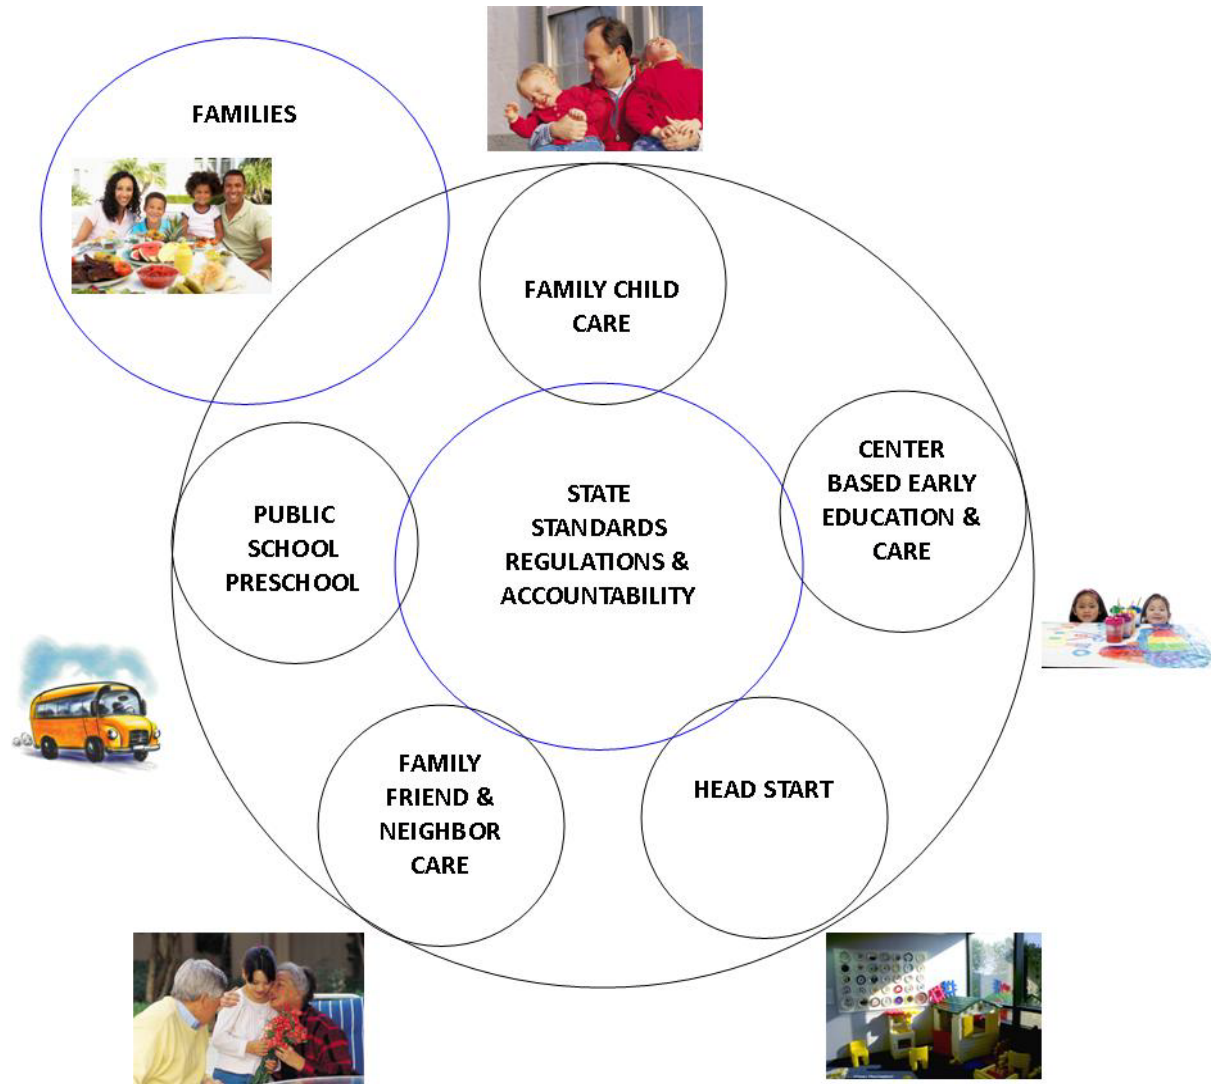 FAMILIES
FAMILY CHILD
CARE
CENTER
BASED EARLY
EDUCATION &
CARE
STATE
STANDARDS
REGULATIONS &
ACCOUNTABILITY
PUBLIC
SCHOOL
PRESCHOOL
FAMILY
FRIEND &
NEIGHBOR
CARE
HEAD START